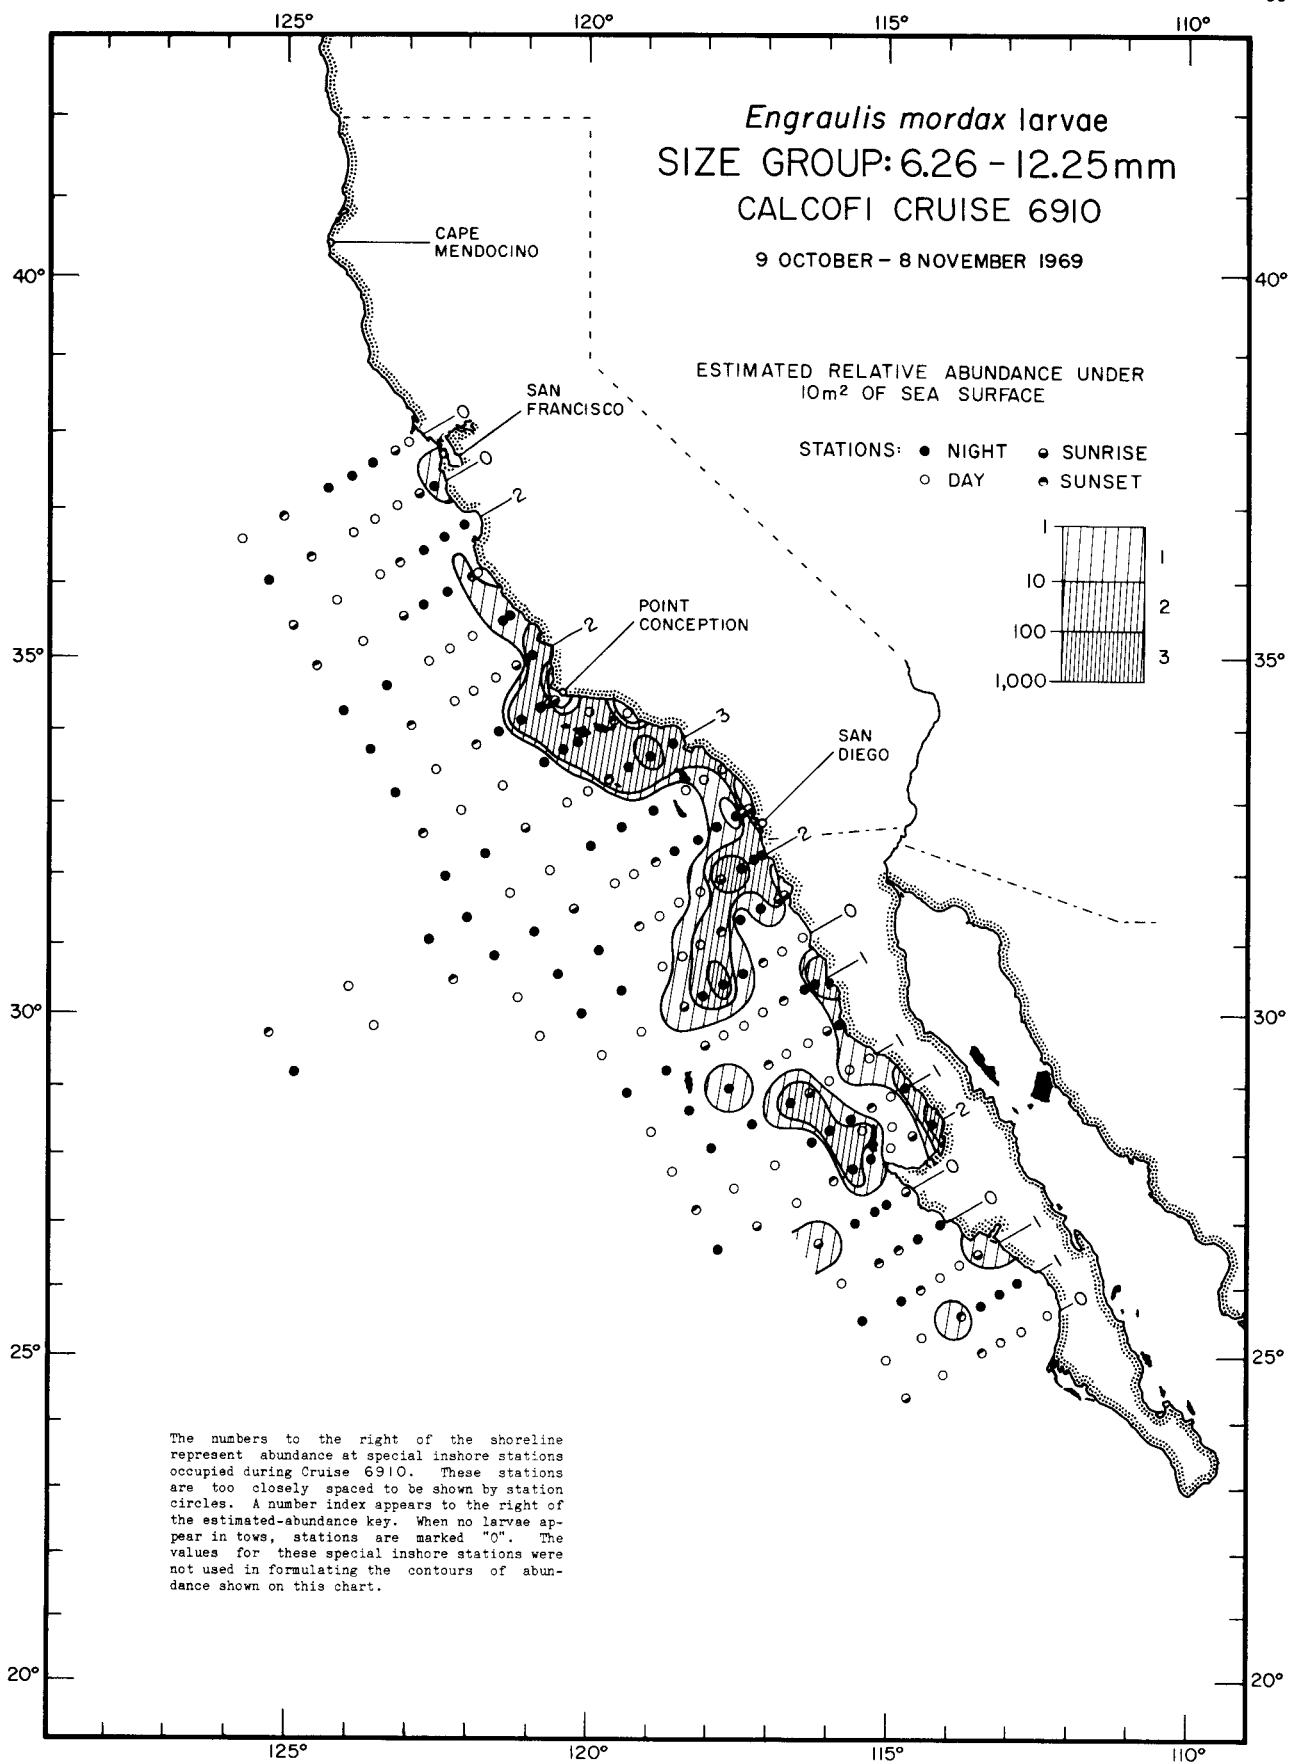 125° 120° 115° 110°
Engraulis mordax larvae
SIZE GROUP: 6.26 - 12.25mm
CALCOFI CRUISE 6910
9 OCTOBER - 8 NOVEMBER 1969
CAPE
MENDOCINO
40° 40°
ESTIMATED RELATIVE ABUNDANCE UNDER
10m² OF SEA SURFACE
SAN
FRANCISCO
0
STATIONS: NIGHT SUNRISE
DAY SUNSET
0
2
1
1
10
2
100
3
1,000
POINT
CONCEPTION
2
35° 35°
3
SAN
DIEGO
2
0
1
30° 30°
1
1
2
0
0
1
1
0
25° 25°
The numbers to the right of the shoreline
represent abundance at special inshore stations
occupied during Cruise 6910. These stations
are too closely spaced to be shown by station
circles. A number index appears to the right of
the estimated-abundance key. When no larvae ap-
pear in tows, stations are marked "0". The
values for these special inshore stations were
not used in formulating the contours of abun-
dance shown on this chart.
20° 20°
125° 120° 115° 110°